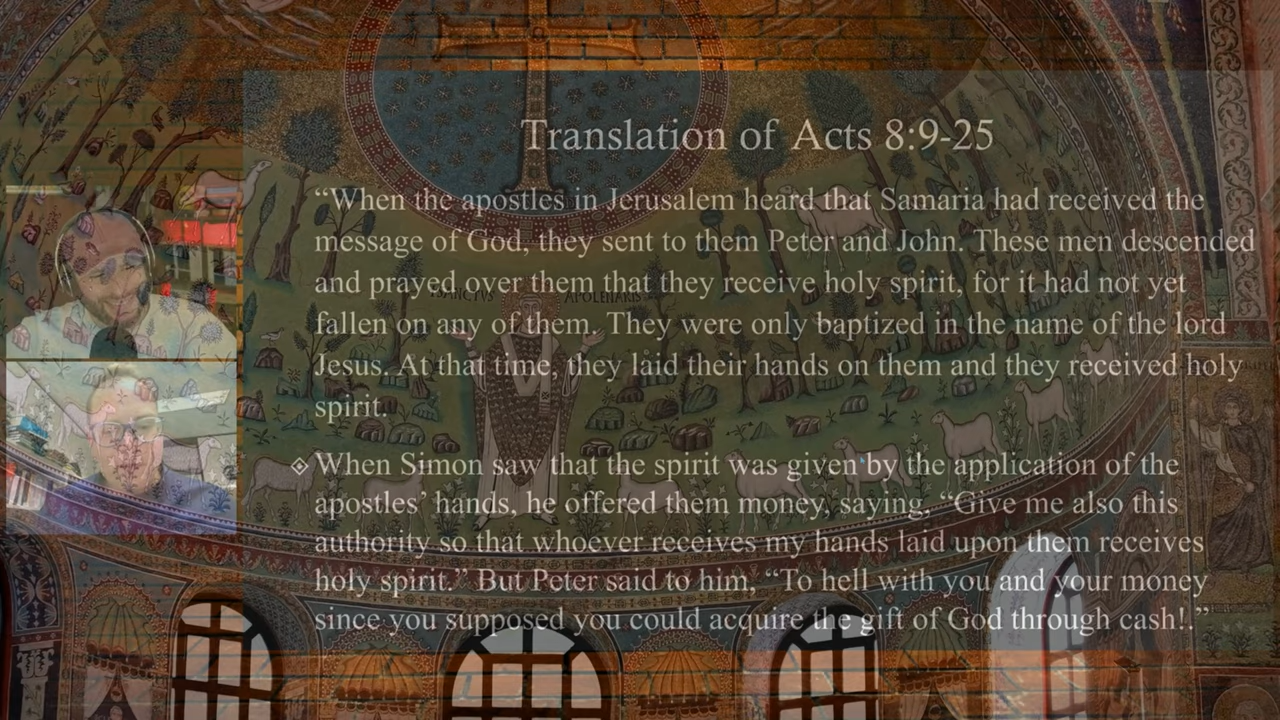 Translation of Acts 8:9-25
“When the apostles in Jerusalem heard that Samaria had received the
message of God, they sent to them Peter and John. These men descended
and prayed over them that they receive holy spirit, for it had not yet
SANCTVS APOLENARIS
fallen on any of them. They were only baptized in the name of the lord
Jesus. At that time, they laid their hands on them and they received holy
spirit.
When Simon saw that the spirit was given by the application of the
apostles’ hands, he offered them money, saying, “Give me also this
authority so that whoever receives my hands laid upon them receives
holy spirit.” But Peter said to him, “To hell with you and your money
since you supposed you could acquire the gift of God through cash!.”